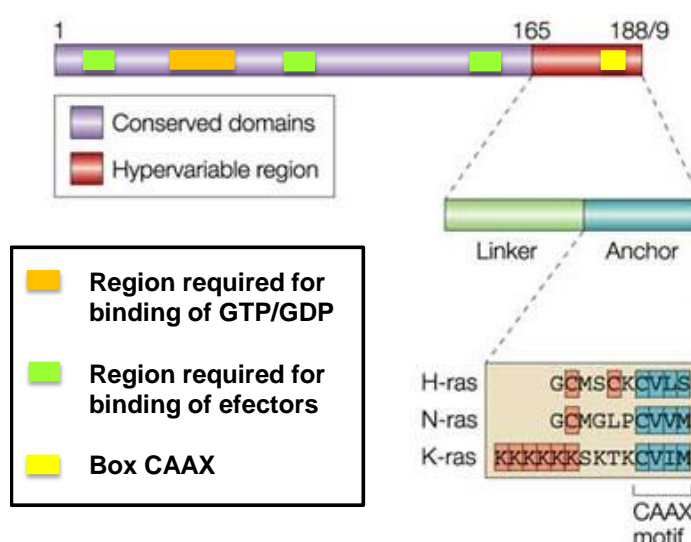 1 165 188/9
Conserved domains
Hypervariable region
Linker Anchor
Region required for
binding of GTP/GDP
Region required for
binding of efectors
Box CAAX
H-ras GCMSCKCVLS
N-ras GCMGLPCVVM
K-ras KKKKKKSKTKCVIM
CAAX
motif